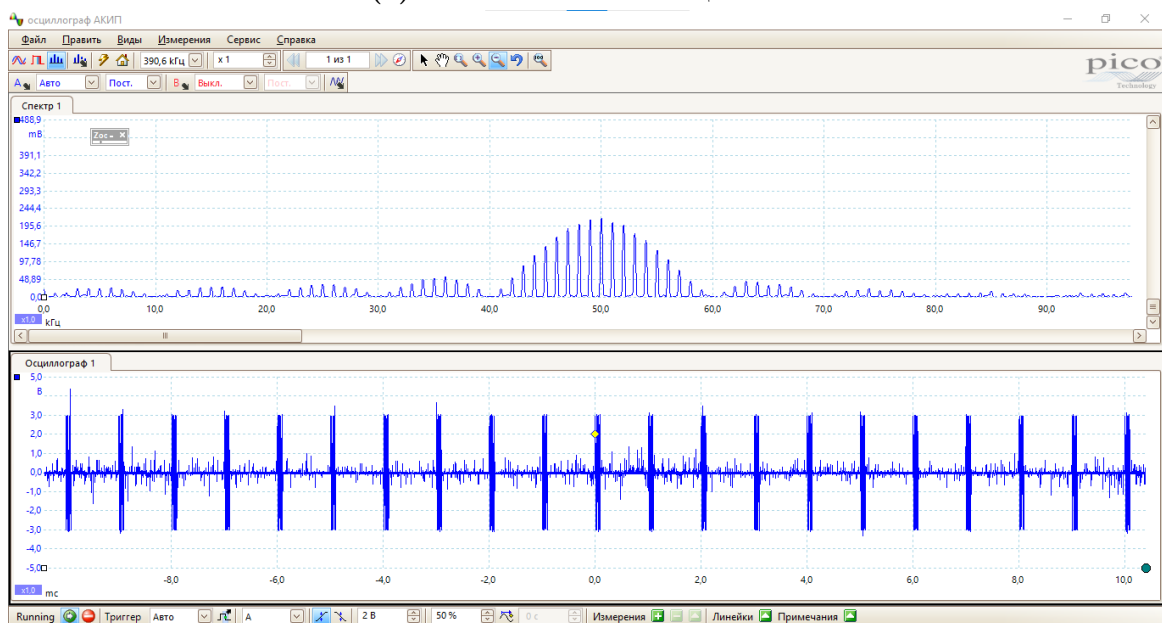 осциллограф АКИП
Файл Править Виды Измерения Сервис Справка
390,6 кГц x 1 1 из 1
pico
Technology
A Авто Пост. B Выкл. Пост.
Спектр 1
488,9
mB
391,1
342,2
293,3
244,4
195,6
146,7
97,78
48,89
0,0
0,0 10,0 20,0 30,0 40,0 50,0 60,0 70,0 80,0 90,0
x1.0 кГц
Осциллограф 1
5,0
В
3,0
2,0
1,0
0,0
-1,0
-2,0
-3,0
-4,0
-5,0
-8,0 -6,0 -4,0 -2,0 0,0 2,0 4,0 6,0 8,0 10,0
x1.0 мс
Running Триггер Авто A 2 В 50 % 0 с Измерения Линейки Примечания